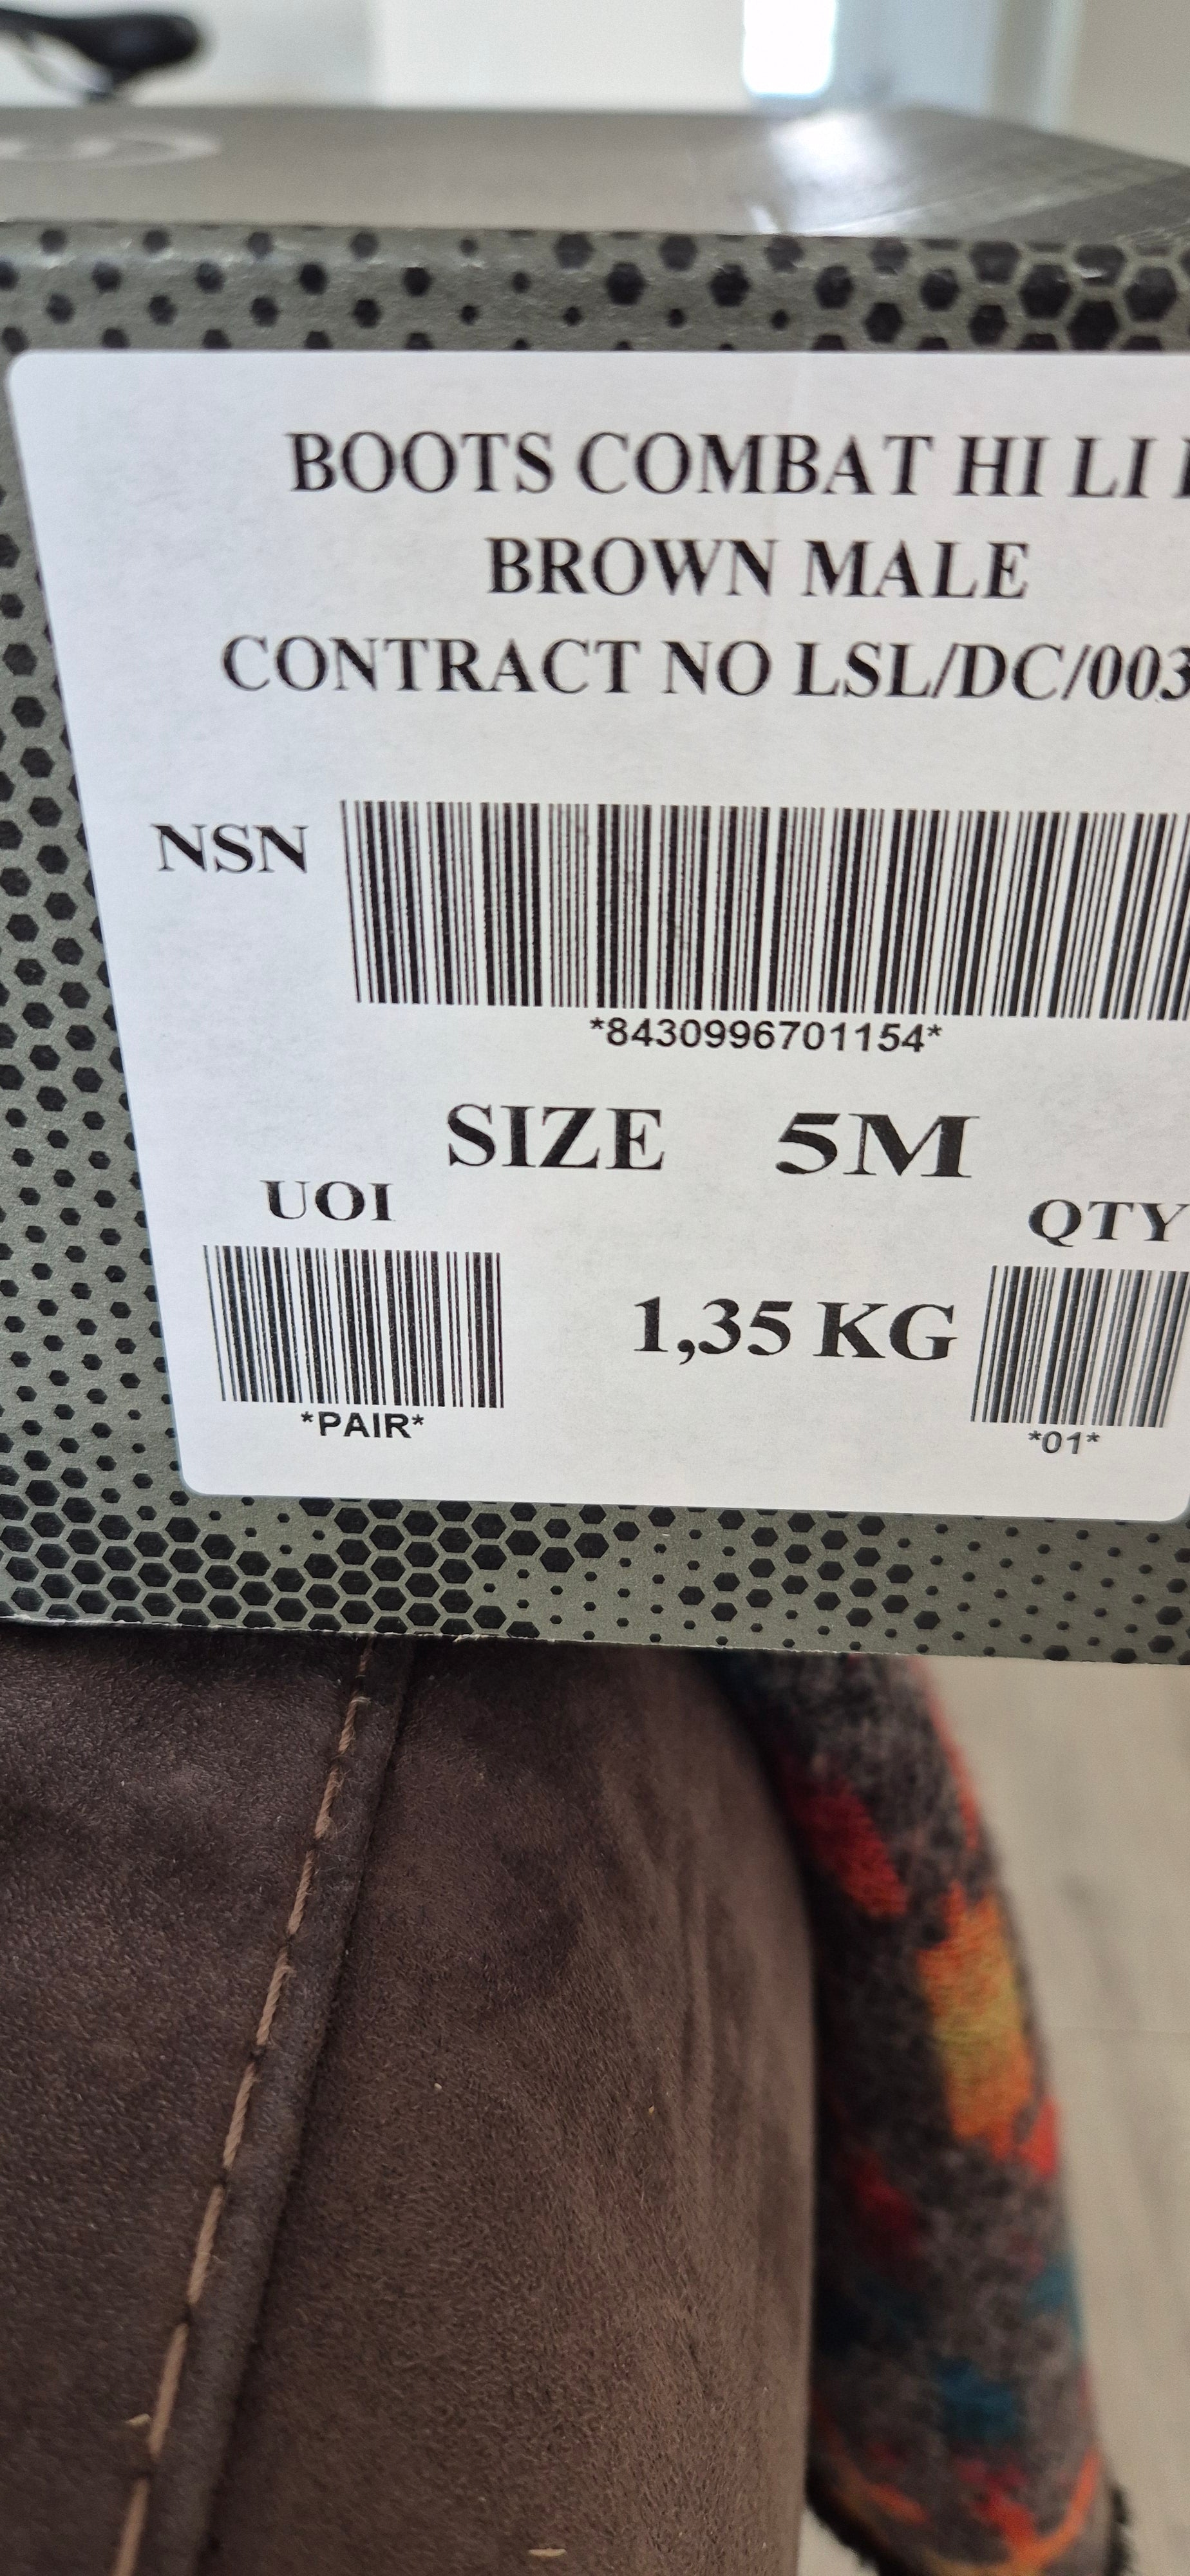 BOOTS COMBAT HI LI
BROWN MALE
CONTRACT NO LSL/DC/003
NSN
*8430996701154*
SIZE 5M
UOI
QTY
1,35 KG
*PAIR*
*01*